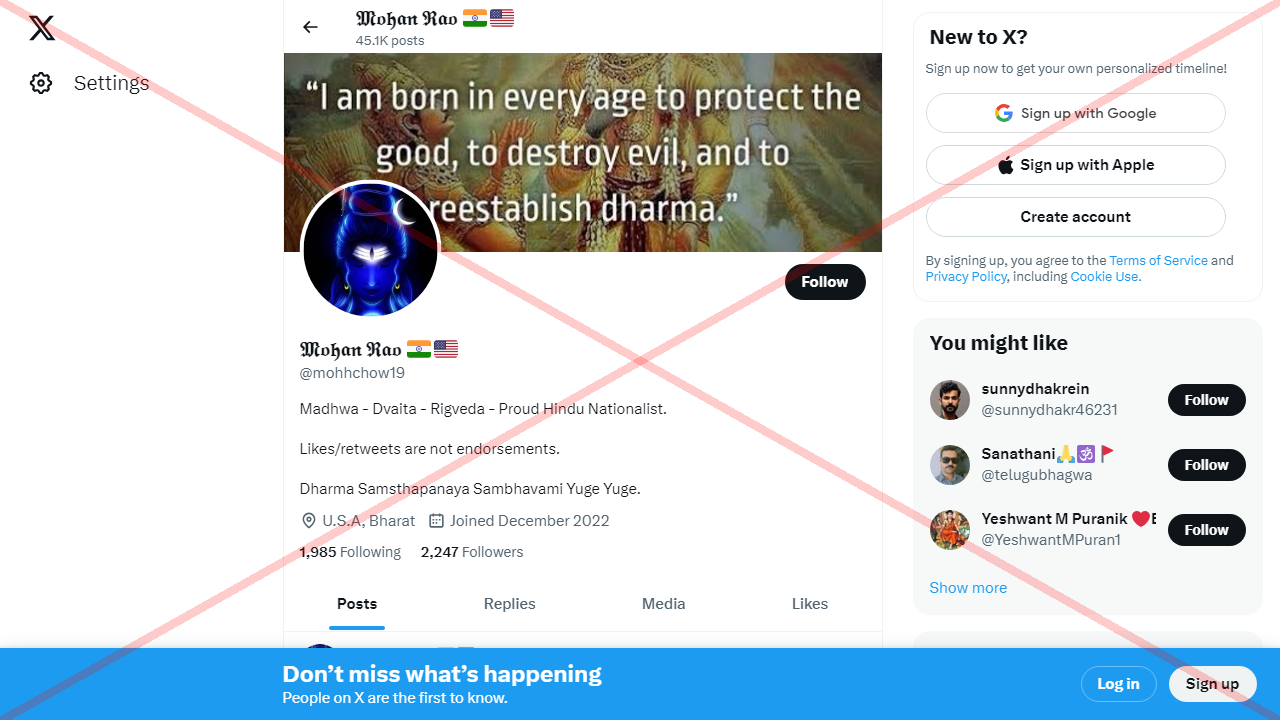 Settings
𝕸𝖔𝖍𝖆𝖓 𝕽𝖆𝖔 🇮🇳🇺🇸
45.1K posts
“I am born in every age to protect the
good, to destroy evil, and to
reestablish dharma.”
Follow
𝕸𝖔𝖍𝖆𝖓 𝕽𝖆𝖔 🇮🇳🇺🇸
@mohhchow19
Madhwa - Dvaita - Rigveda - Proud Hindu Nationalist.
Likes/retweets are not endorsements.
Dharma Samsthapanaya Sambhavami Yuge Yuge.
U.S.A, Bharat Joined December 2022
1,985 Following 2,247 Followers
Posts Replies Media Likes
New to X?
Sign up now to get your own personalized timeline!
Sign up with Google
Sign up with Apple
Create account
By signing up, you agree to the Terms of Service and
Privacy Policy, including Cookie Use.
You might like
sunnydhakrein
@sunnydhakr46231
Follow
Sanathani🙏🕉🚩
@telugubhagwa
Follow
Yeshwant M Puranik ❤️
@YeshwantMPuran1
Follow
Show more
Don’t miss what’s happening
People on X are the first to know.
Log in
Sign up